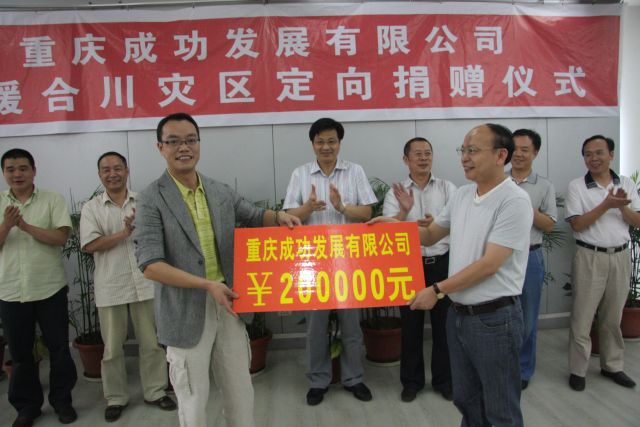 重庆成功发展有限公司
援合川灾区定向捐赠仪式
重庆成功发展有限公司
￥200000元